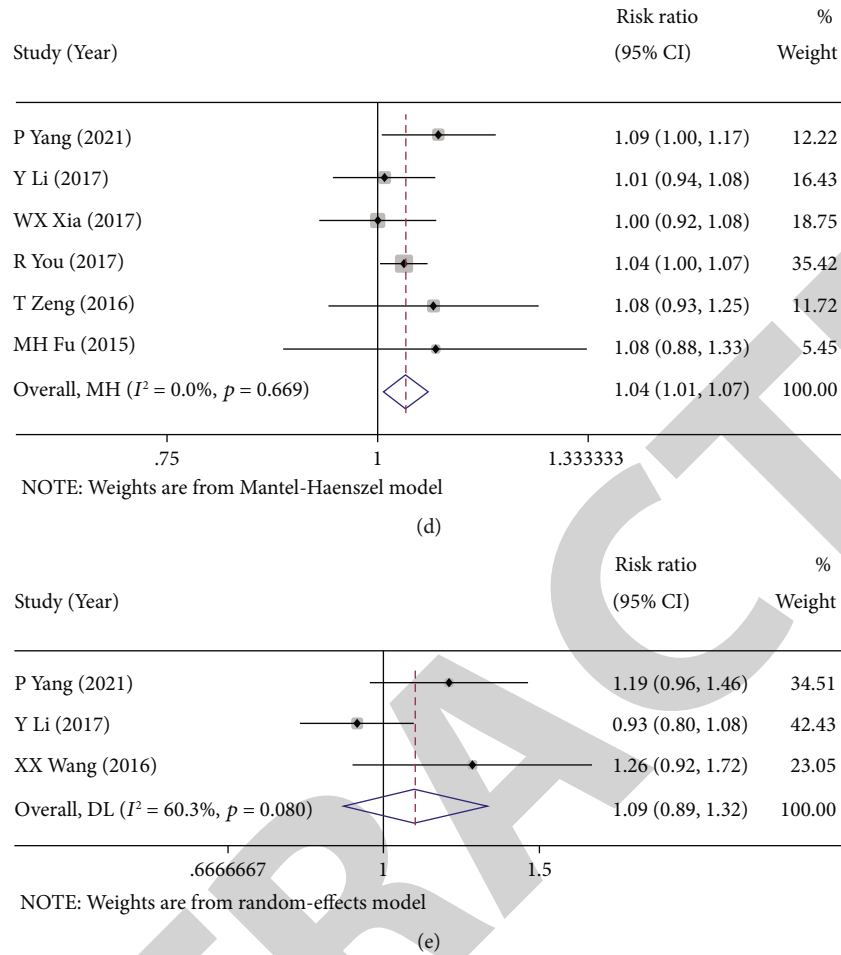 Risk ratio %
Study (Year) (95% CI) Weight
P Yang (2021) 1.09 (1.00, 1.17) 12.22
Y Li (2017) 1.01 (0.94, 1.08) 16.43
WX Xia (2017) 1.00 (0.92, 1.08) 18.75
R You (2017) 1.04 (1.00, 1.07) 35.42
T Zeng (2016) 1.08 (0.93, 1.25) 11.72
MH Fu (2015) 1.08 (0.88, 1.33) 5.45
Overall, MH (I² = 0.0%, p = 0.669) 1.04 (1.01, 1.07) 100.00
.75 1 1.333333
NOTE: Weights are from Mantel-Haenszel model
(d)
Risk ratio %
Study (Year) (95% CI) Weight
P Yang (2021) 1.19 (0.96, 1.46) 34.51
Y Li (2017) 0.93 (0.80, 1.08) 42.43
XX Wang (2016) 1.26 (0.92, 1.72) 23.05
Overall, DL (I² = 60.3%, p = 0.080) 1.09 (0.89, 1.32) 100.00
.6666667 1 1.5
NOTE: Weights are from random-effects model
(e)
TRACT